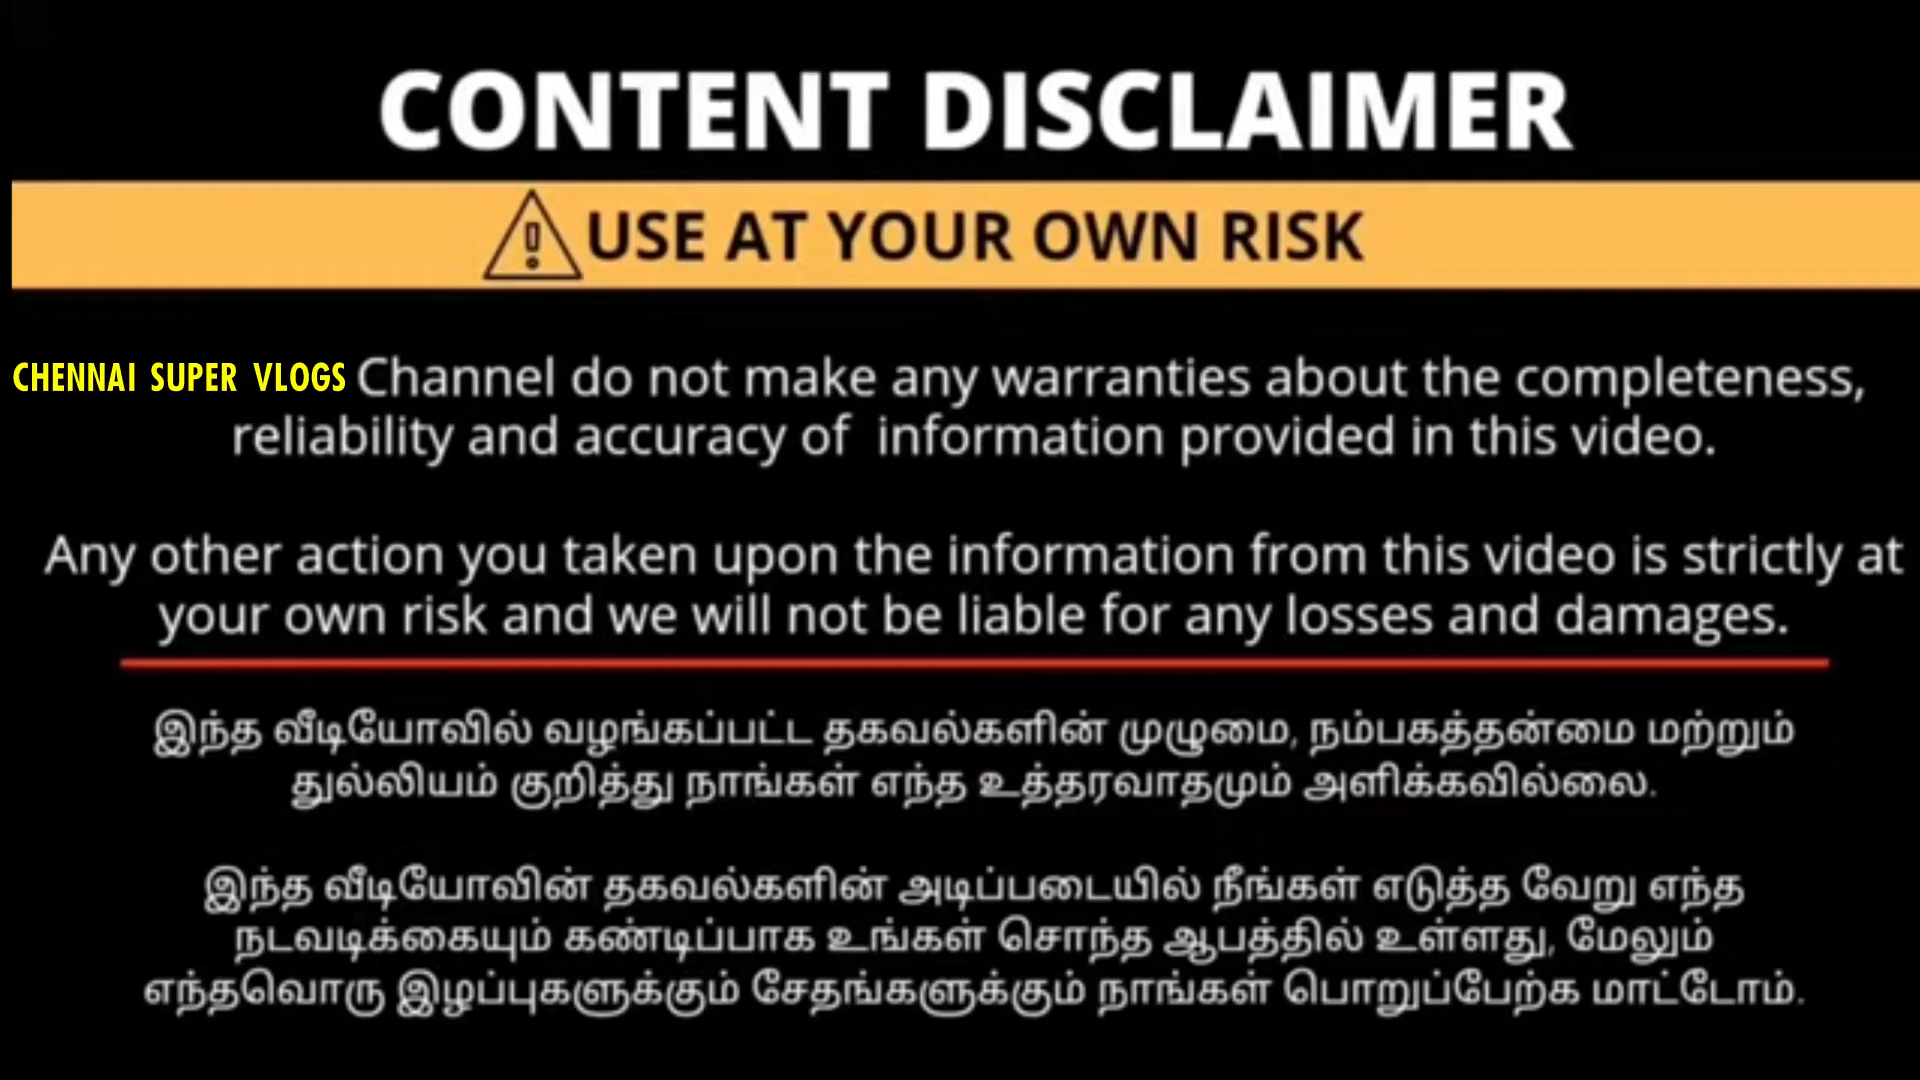 CONTENT DISCLAIMER
USE AT YOUR OWN RISK
CHENNAI SUPER VLOGS Channel do not make any warranties about the completeness,
reliability and accuracy of information provided in this video.
Any other action you taken upon the information from this video is strictly at
your own risk and we will not be liable for any losses and damages.
இந்த வீடியோவில் வழங்கப்பட்ட தகவல்களின் முழுமை, நம்பகத்தன்மை மற்றும்
துல்லியம் குறித்து நாங்கள் எந்த உத்தரவாதமும் அளிக்கவில்லை.
இந்த வீடியோவின் தகவல்களின் அடிப்படையில் நீங்கள் எடுத்த வேறு எந்த
நடவடிக்கையும் கண்டிப்பாக உங்கள் சொந்த ஆபத்தில் உள்ளது, மேலும்
எந்தவொரு இழப்புகளுக்கும் சேதங்களுக்கும் நாங்கள் பொறுப்பேற்க மாட்டோம்.